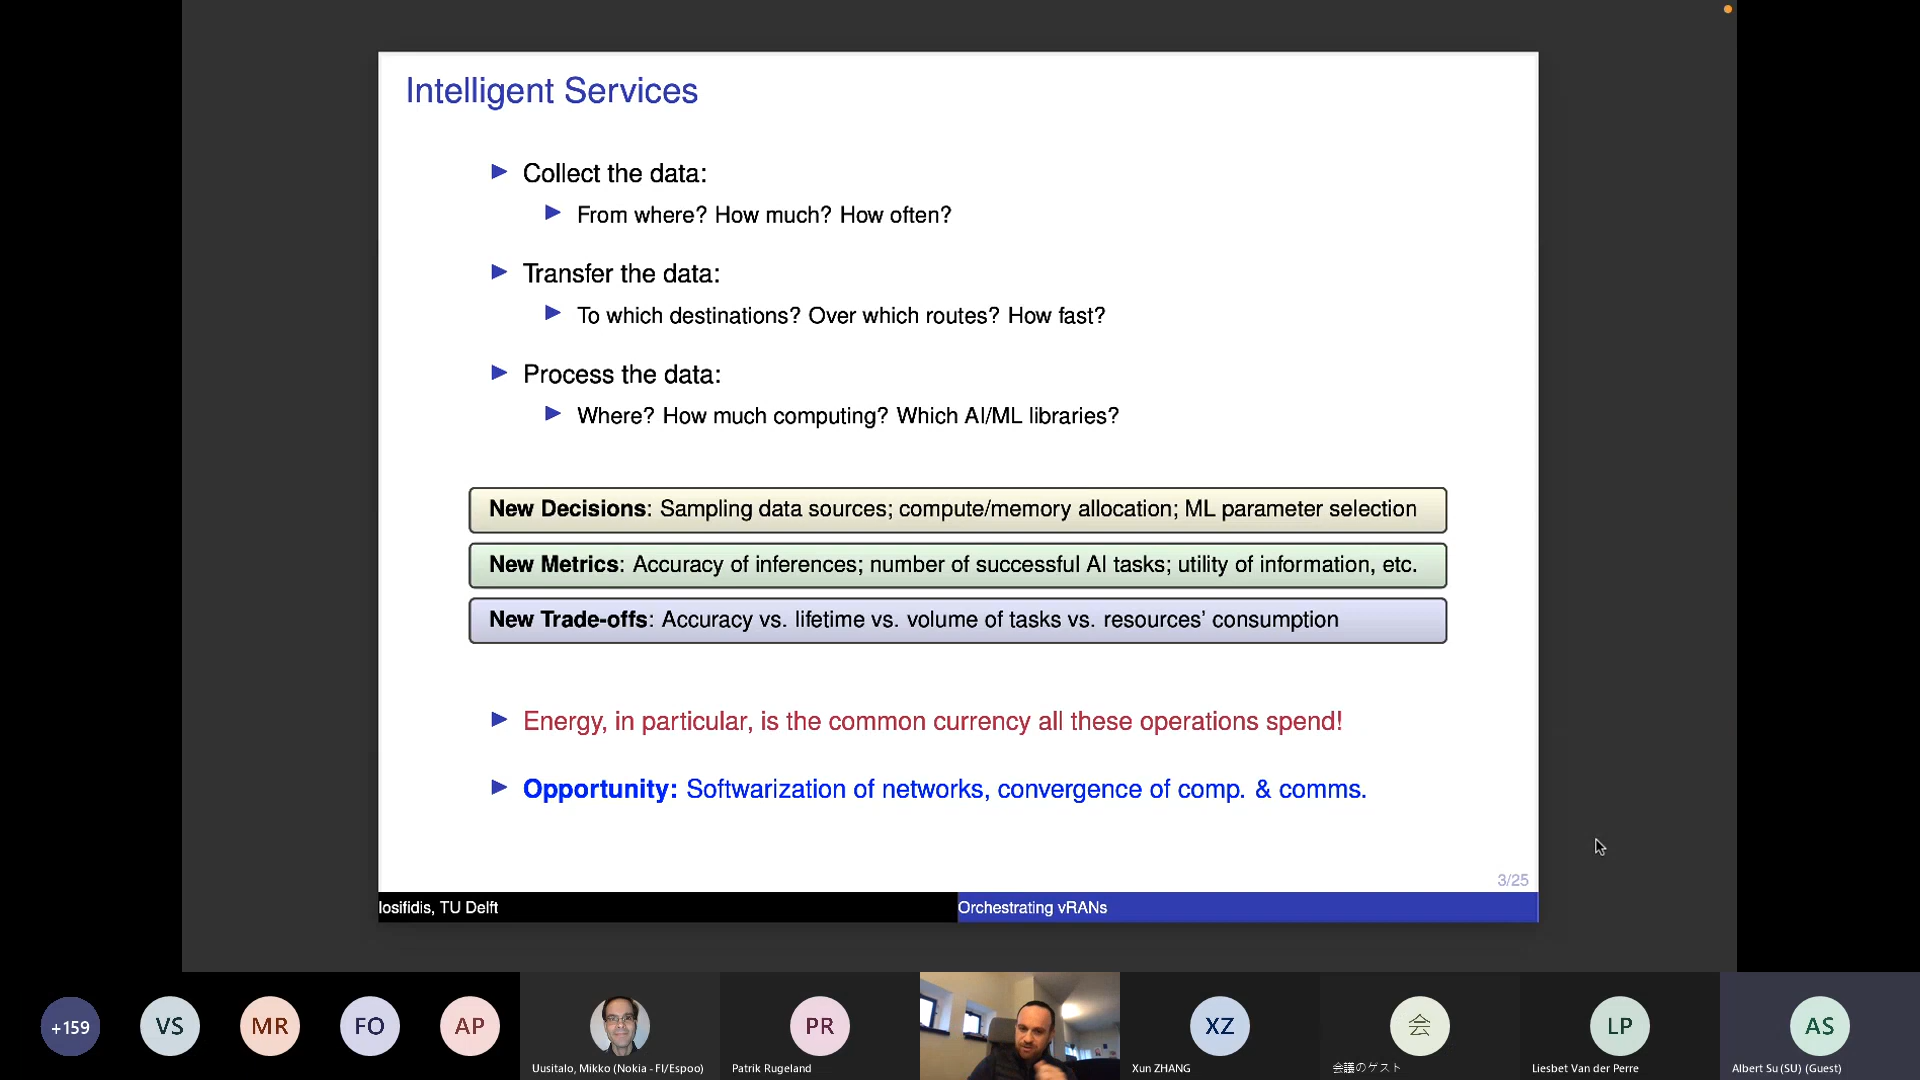 Intelligent Services
Collect the data:
From where? How much? How often?
Transfer the data:
To which destinations? Over which routes? How fast?
Process the data:
Where? How much computing? Which AI/ML libraries?
New Decisions: Sampling data sources; compute/memory allocation; ML parameter selection
New Metrics: Accuracy of inferences; number of successful AI tasks; utility of information, etc.
New Trade-offs: Accuracy vs. lifetime vs. volume of tasks vs. resources' consumption
Energy, in particular, is the common currency all these operations spend!
Opportunity: Softwarization of networks, convergence of comp. & comms.
3/25
Iosifidis, TU Delft
Orchestrating vRANs
+159
VS
MR
FO
AP
Uusitalo, Mikko (Nokia - FI/Espoo)
PR
Patrik Rugeland
XZ
Xun ZHANG
会
会議のゲスト
LP
Liesbet Van der Perre
AS
Albert Su (SU) (Guest)